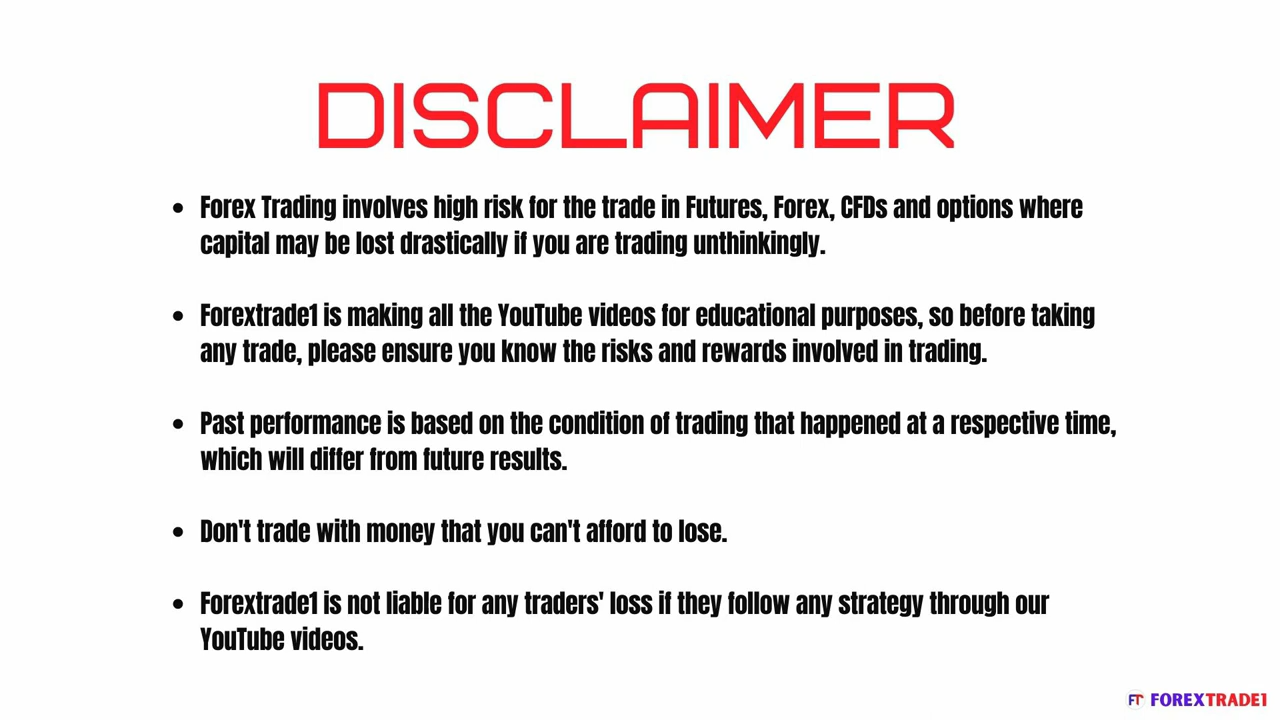 DISCLAIMER
• Forex Trading involves high risk for the trade in Futures, Forex, CFDs and options where
capital may be lost drastically if you are trading unthinkingly.
• Forextrade1 is making all the YouTube videos for educational purposes, so before taking
any trade, please ensure you know the risks and rewards involved in trading.
• Past performance is based on the condition of trading that happened at a respective time,
which will differ from future results.
• Don't trade with money that you can't afford to lose.
• Forextrade1 is not liable for any traders' loss if they follow any strategy through our
YouTube videos.
FT FOREXTRADE1